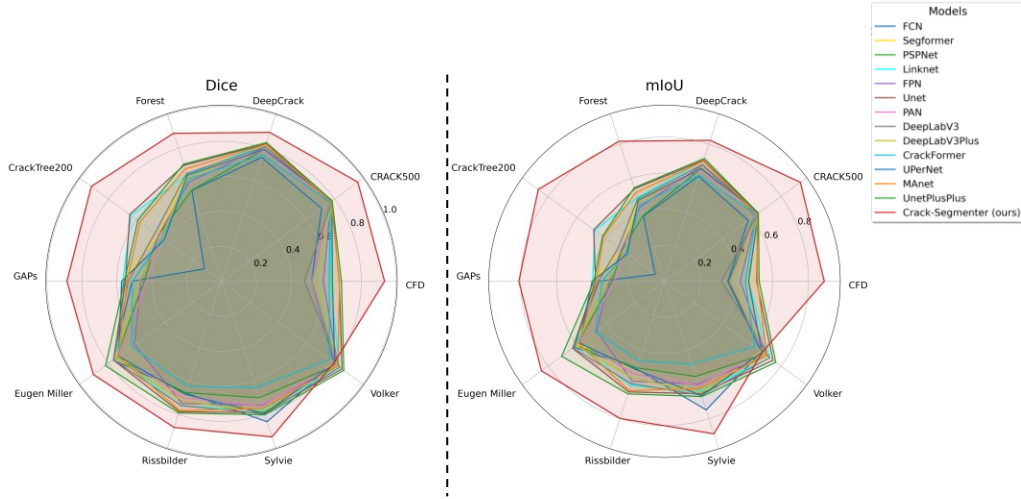 Models
FCN
Segformer
PSPNet
Linknet
FPN
Unet
PAN
DeepLabV3
DeepLabV3Plus
CrackFormer
UPerNet
MAnet
UnetPlusPlus
Crack-Segmenter (ours)
Dice
Forest
DeepCrack
CrackTree200
CRACK500
GAPs
CFD
Eugen Miller
Volker
Rissbilder
Sylvie
0.2
0.4
0.8
1.0
mIoU
Forest
DeepCrack
CrackTree200
CRACK500
GAPs
CFD
Eugen Miller
Volker
Rissbilder
Sylvie
0.2
0.4
0.6
0.8